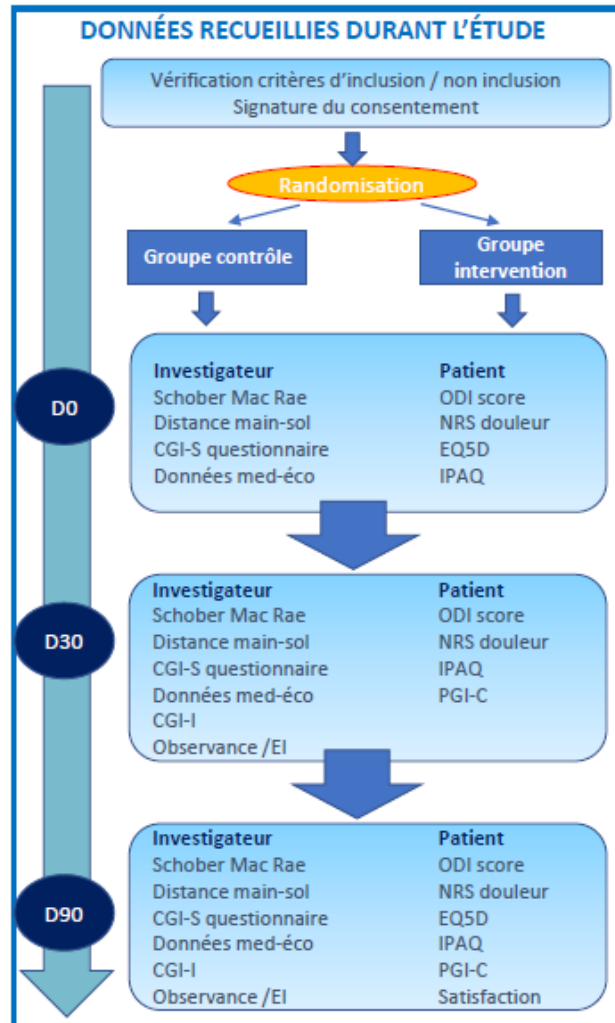 DONNÉES RECUEILLIES DURANT L'ÉTUDE
Vérification critères d'inclusion / non inclusion
Signature du consentement
Randomisation
Groupe contrôle
Groupe
intervention
D0
Investigateur
Schober Mac Rae
Distance main-sol
CGI-S questionnaire
Données med-éco
Patient
ODI score
NRS douleur
EQ5D
IPAQ
D30
Investigateur
Schober Mac Rae
Distance main-sol
CGI-S questionnaire
Données med-éco
CGI-I
Observance /EI
Patient
ODI score
NRS douleur
IPAQ
PGI-C
D90
Investigateur
Schober Mac Rae
Distance main-sol
CGI-S questionnaire
Données med-éco
CGI-I
Observance /EI
Patient
ODI score
NRS douleur
EQ5D
IPAQ
PGI-C
Satisfaction